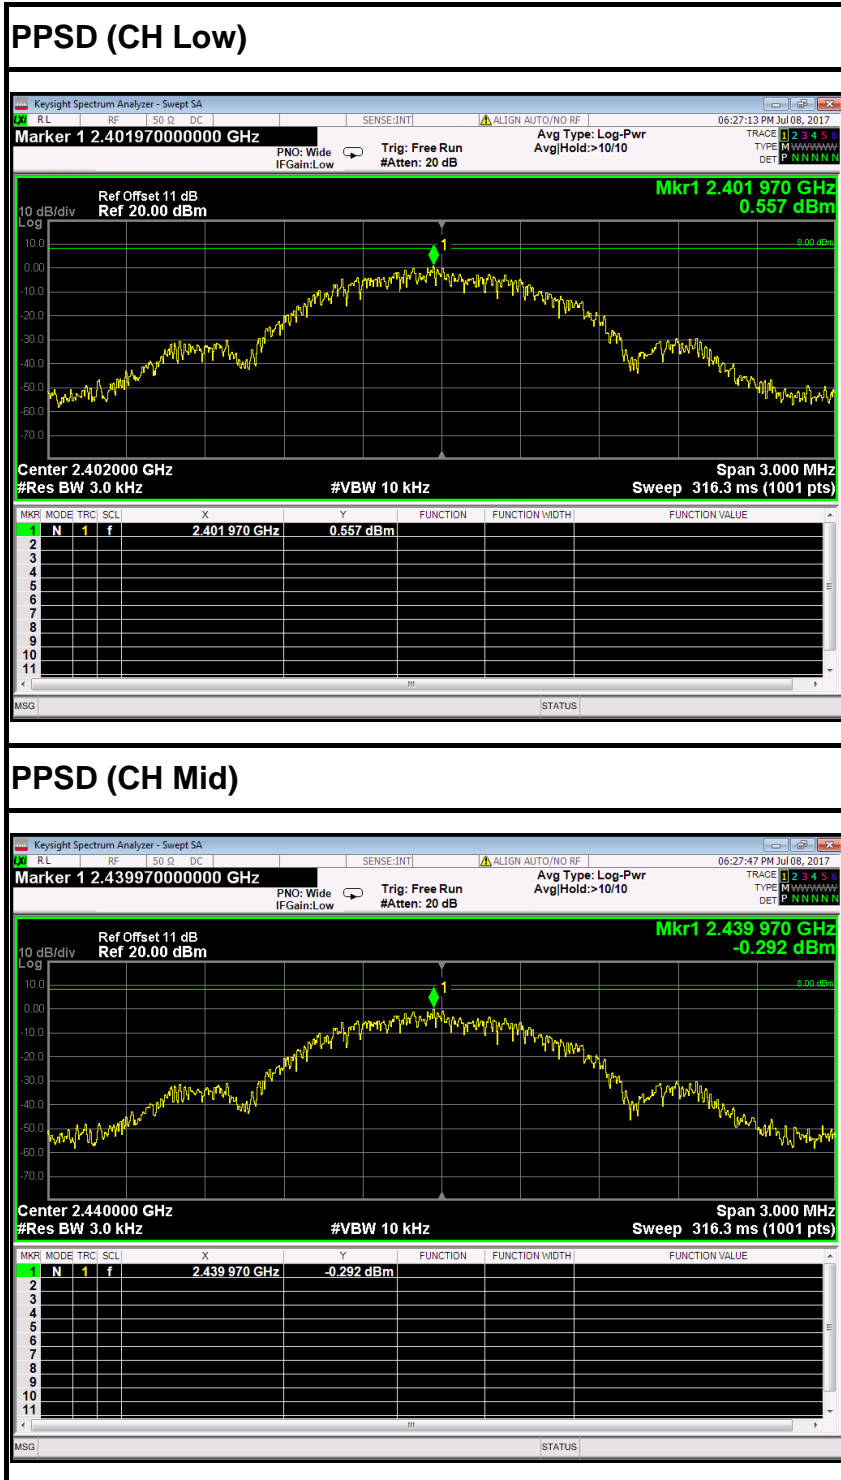 PPSD (CH Low)
Keysight Spectrum Analyzer - Swept SA
LXI RL RF 50 Ω DC SENSE:INT ALIGN AUTO/NO RF 06:27:13 PM Jul 08, 2017
Marker 1 2.401970000000 GHz
PNO: Wide
IFGain:Low
Trig: Free Run
#Atten: 20 dB
Avg Type: Log-Pwr
Avg|Hold:>10/10
TRACE 1 2 3 4 5 6
TYPE M WWWWW
DET P N N N N N
Mkr1 2.401 970 GHz
0.557 dBm
Ref Offset 11 dB
10 dB/div Ref 20.00 dBm
Log
1
10.0
8.00 dBm
0.00
-10.0
-20.0
-30.0
-40.0
-50.0
-60.0
-70.0
Center 2.402000 GHz Span 3.000 MHz
#Res BW 3.0 kHz #VBW 10 kHz Sweep 316.3 ms (1001 pts)
MKR MODE TRC SCL X Y FUNCTION FUNCTION WIDTH FUNCTION VALUE
1 N 1 f 2.401 970 GHz 0.557 dBm
2
3
4
5
6
7
8
9
10
11
MSG STATUS
PPSD (CH Mid)
Keysight Spectrum Analyzer - Swept SA
LXI RL RF 50 Ω DC SENSE:INT ALIGN AUTO/NO RF 06:27:47 PM Jul 08, 2017
Marker 1 2.439970000000 GHz
PNO: Wide
IFGain:Low
Trig: Free Run
#Atten: 20 dB
Avg Type: Log-Pwr
Avg|Hold:>10/10
TRACE 1 2 3 4 5 6
TYPE M WWWWW
DET P N N N N N
Mkr1 2.439 970 GHz
-0.292 dBm
Ref Offset 11 dB
10 dB/div Ref 20.00 dBm
Log
1
10.0
8.00 dBm
0.00
-10.0
-20.0
-30.0
-40.0
-50.0
-60.0
-70.0
Center 2.440000 GHz Span 3.000 MHz
#Res BW 3.0 kHz #VBW 10 kHz Sweep 316.3 ms (1001 pts)
MKR MODE TRC SCL X Y FUNCTION FUNCTION WIDTH FUNCTION VALUE
1 N 1 f 2.439 970 GHz -0.292 dBm
2
3
4
5
6
7
8
9
10
11
MSG STATUS